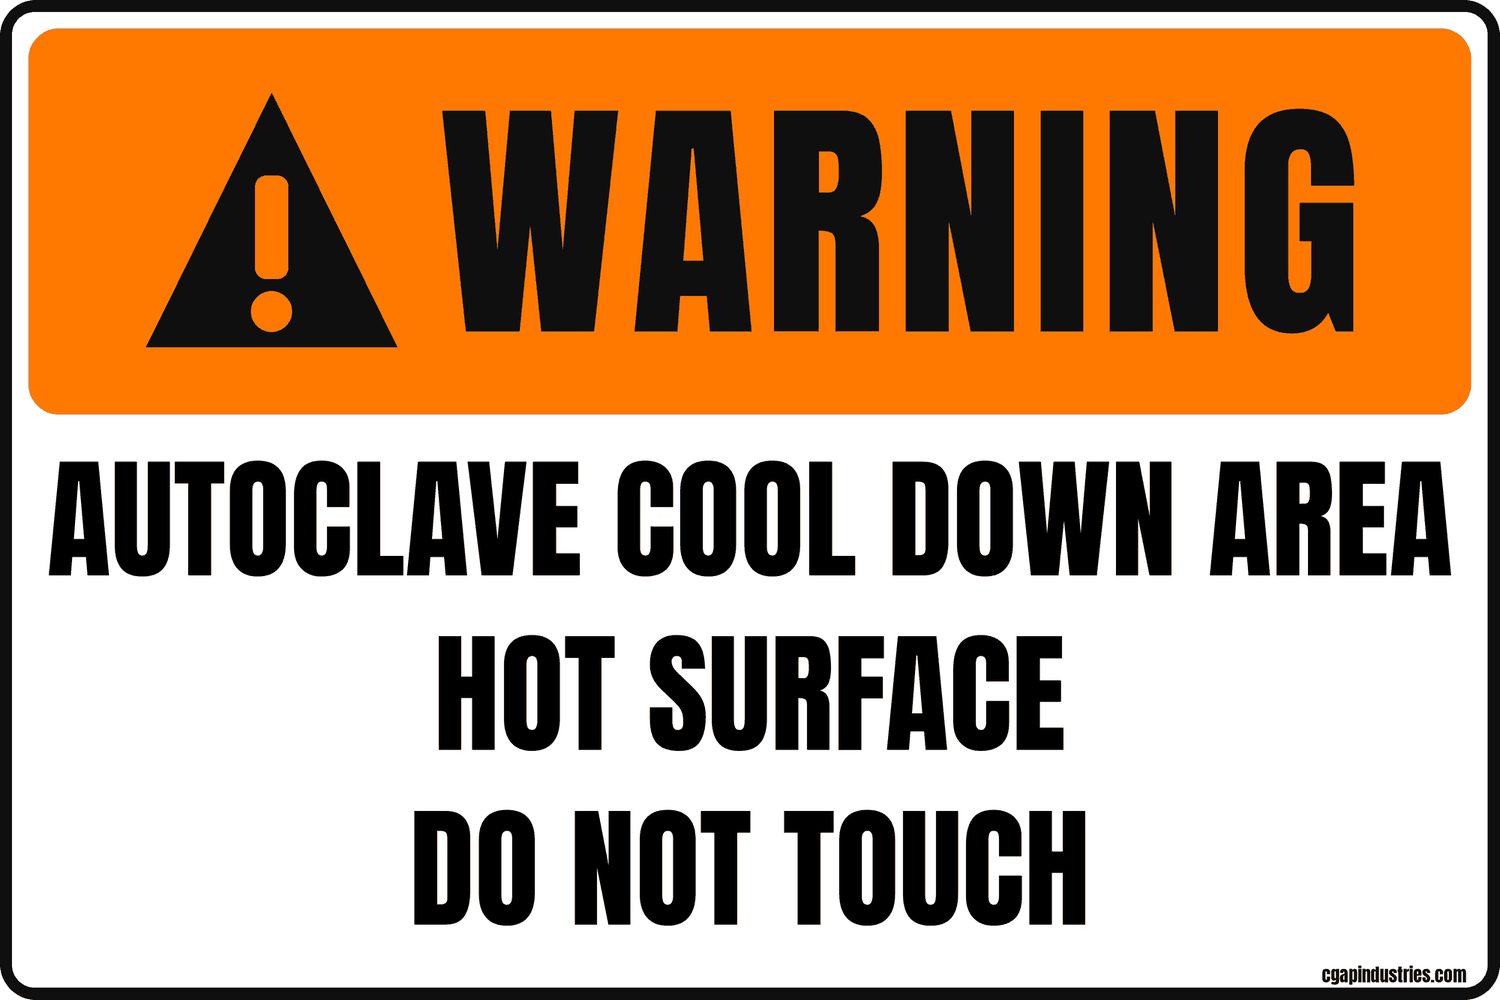 WARNING
AUTOCLAVE COOL DOWN AREA
HOT SURFACE
DO NOT TOUCH
cgapindustries.com